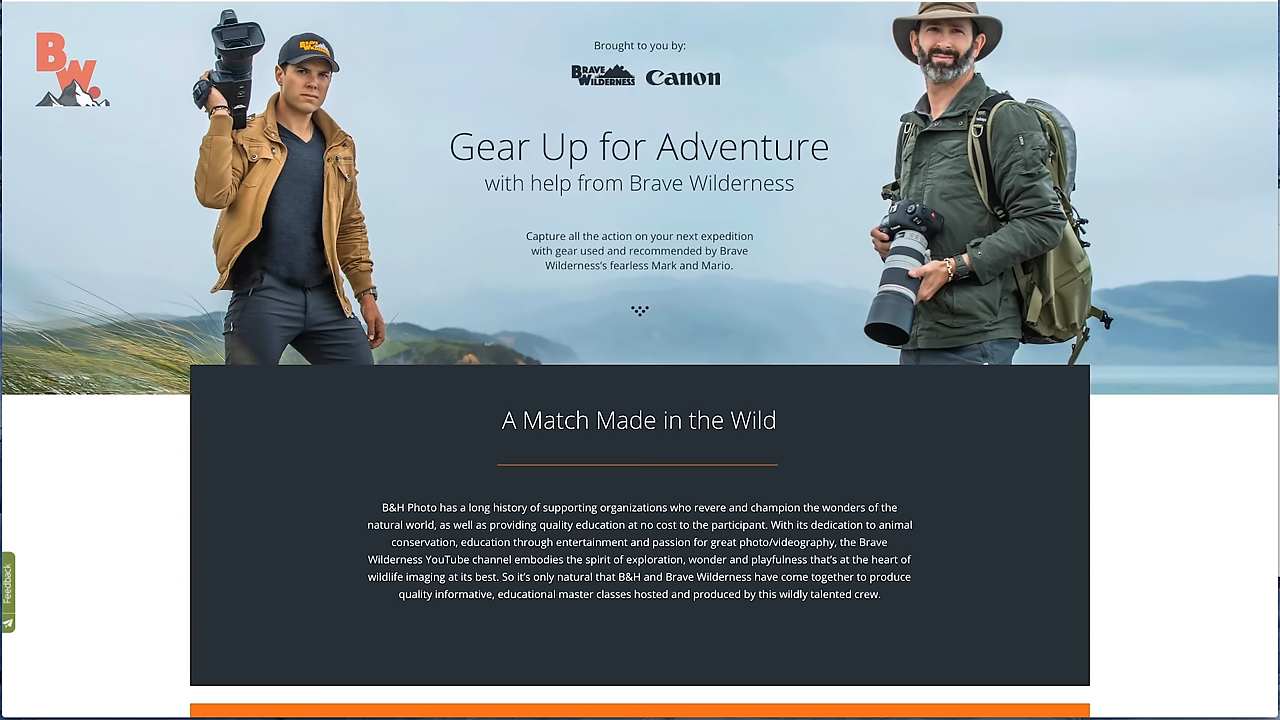 BW.
BRAVE WILDERNESS
Brought to you by:
BRAVE WILDERNESS Canon
Gear Up for Adventure
with help from Brave Wilderness
Capture all the action on your next expedition
with gear used and recommended by Brave
Wilderness's fearless Mark and Mario.
A Match Made in the Wild
B&H Photo has a long history of supporting organizations who revere and champion the wonders of the
natural world, as well as providing quality education at no cost to the participant. With its dedication to animal
conservation, education through entertainment and passion for great photo/videography, the Brave
Wilderness YouTube channel embodies the spirit of exploration, wonder and playfulness that's at the heart of
wildlife imaging at its best. So it's only natural that B&H and Brave Wilderness have come together to produce
quality informative, educational master classes hosted and produced by this wildly talented crew.
Feedback